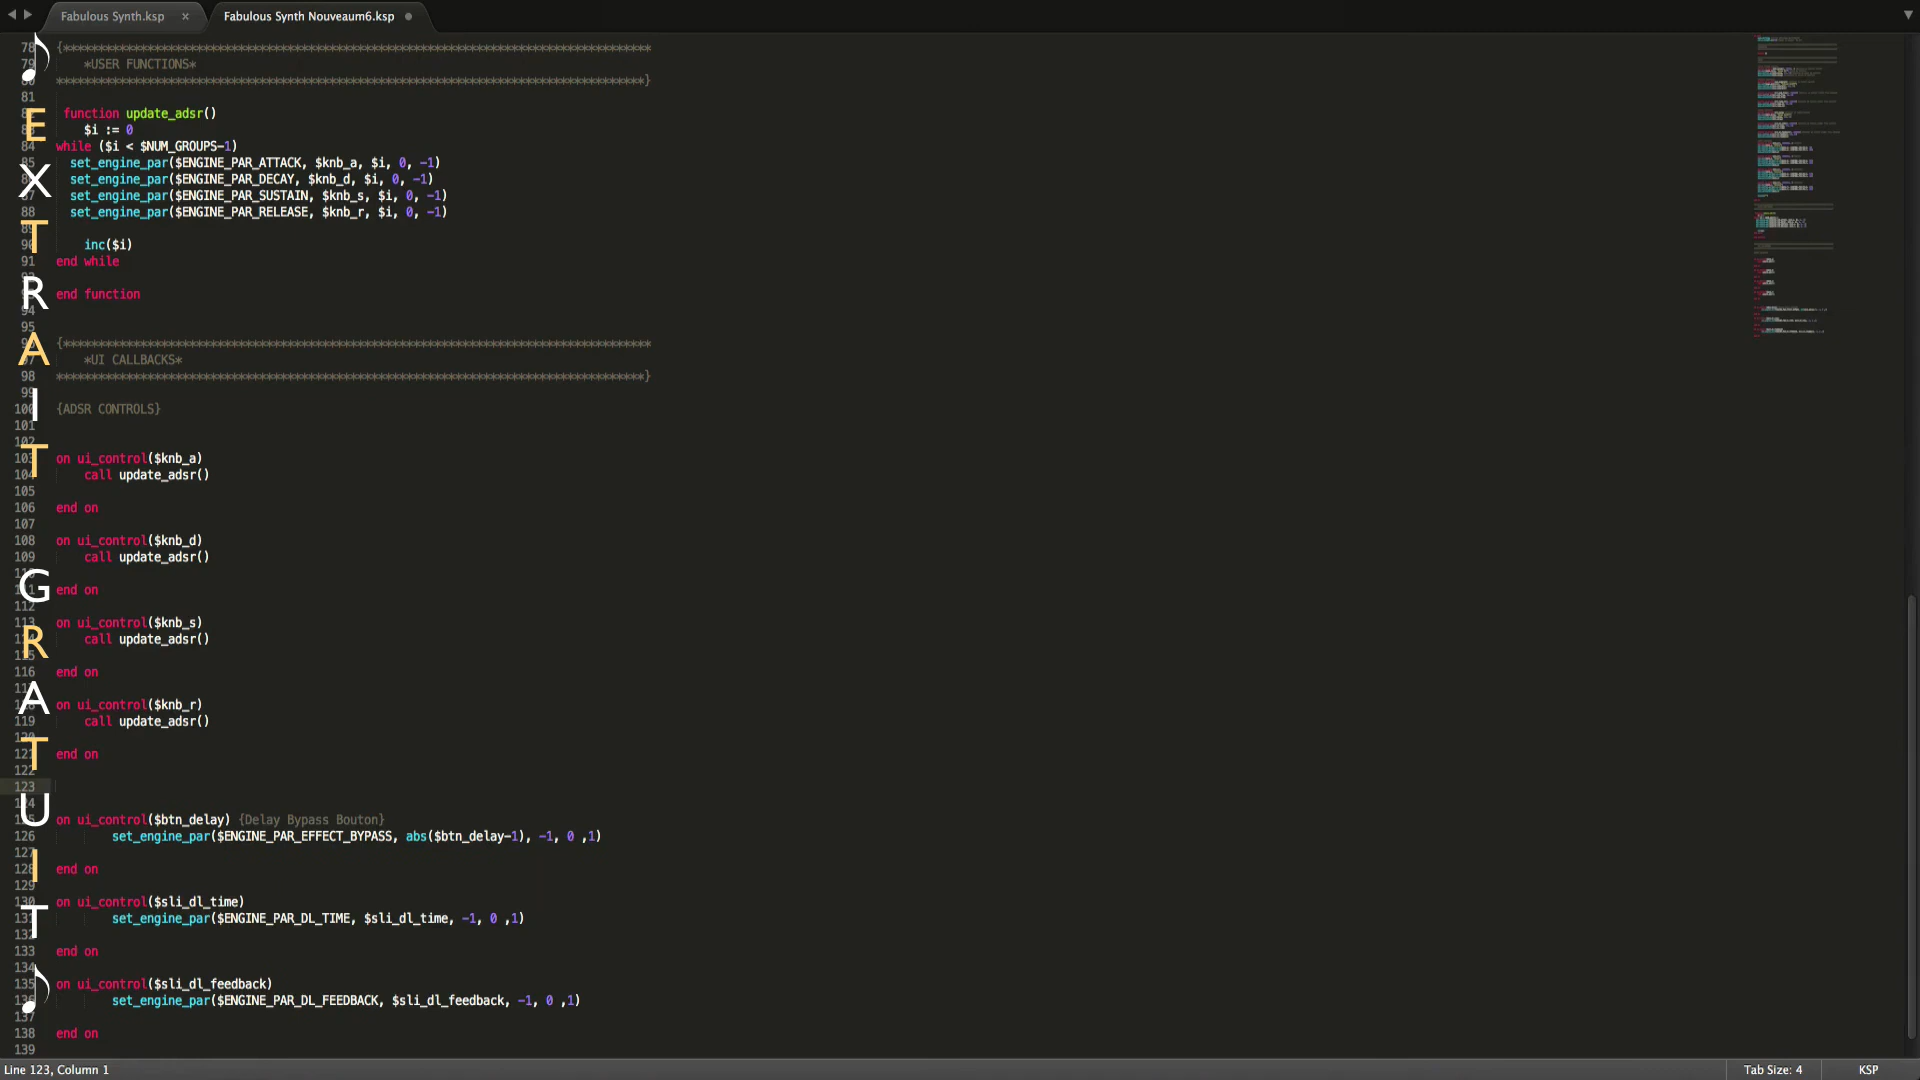 Fabulous Synth.ksp ×
Fabulous Synth Nouveaum6.ksp
{************************************************************************************
*USER FUNCTIONS*
************************************************************************************}
function update_adsr()
$i := 0
while ($i < $NUM_GROUPS-1)
set_engine_par($ENGINE_PAR_ATTACK, $knb_a, $i, 0, -1)
set_engine_par($ENGINE_PAR_DECAY, $knb_d, $i, 0, -1)
set_engine_par($ENGINE_PAR_SUSTAIN, $knb_s, $i, 0, -1)
set_engine_par($ENGINE_PAR_RELEASE, $knb_r, $i, 0, -1)
inc($i)
end while
end function
{************************************************************************************
*UI CALLBACKS*
************************************************************************************}
{ADSR CONTROLS}
on ui_control($knb_a)
call update_adsr()
end on
on ui_control($knb_d)
call update_adsr()
end on
on ui_control($knb_s)
call update_adsr()
end on
on ui_control($knb_r)
call update_adsr()
end on
on ui_control($btn_delay) {Delay Bypass Bouton}
set_engine_par($ENGINE_PAR_EFFECT_BYPASS, abs($btn_delay-1), -1, 0 ,1)
end on
on ui_control($sli_dl_time)
set_engine_par($ENGINE_PAR_DL_TIME, $sli_dl_time, -1, 0 ,1)
end on
on ui_control($sli_dl_feedback)
set_engine_par($ENGINE_PAR_DL_FEEDBACK, $sli_dl_feedback, -1, 0 ,1)
end on
EXTRAIT GRATUIT
Line 123, Column 1
Tab Size: 4
KSP